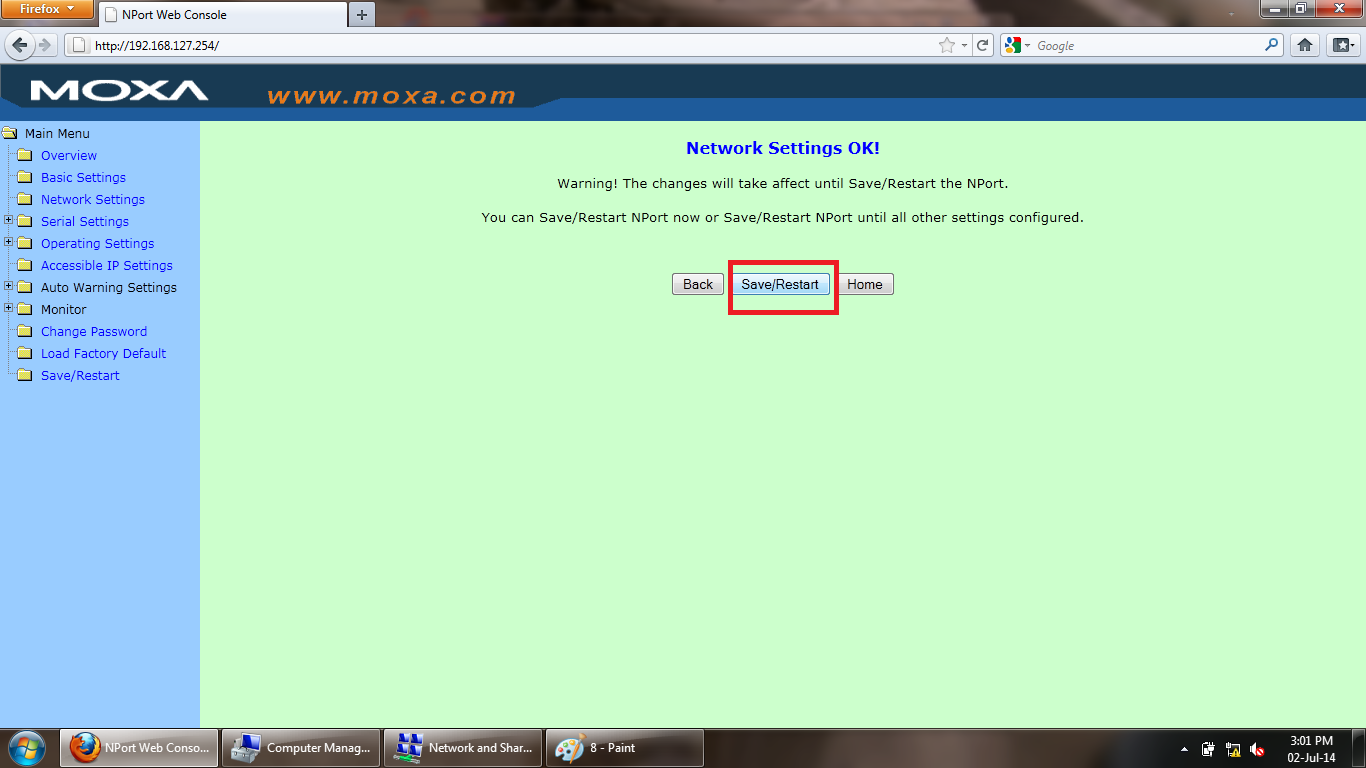 Firefox
NPort Web Console
http://192.168.127.254/
Google
MOXA
www.moxa.com
Main Menu
Overview
Basic Settings
Network Settings
Serial Settings
Operating Settings
Accessible IP Settings
Auto Warning Settings
Monitor
Change Password
Load Factory Default
Save/Restart
Network Settings OK!
Warning! The changes will take affect until Save/Restart the NPort.
You can Save/Restart NPort now or Save/Restart NPort until all other settings configured.
Back Save/Restart Home
NPort Web Conso... Computer Manag... Network and Shar... 8 - Paint
3:01 PM
02-Jul-14